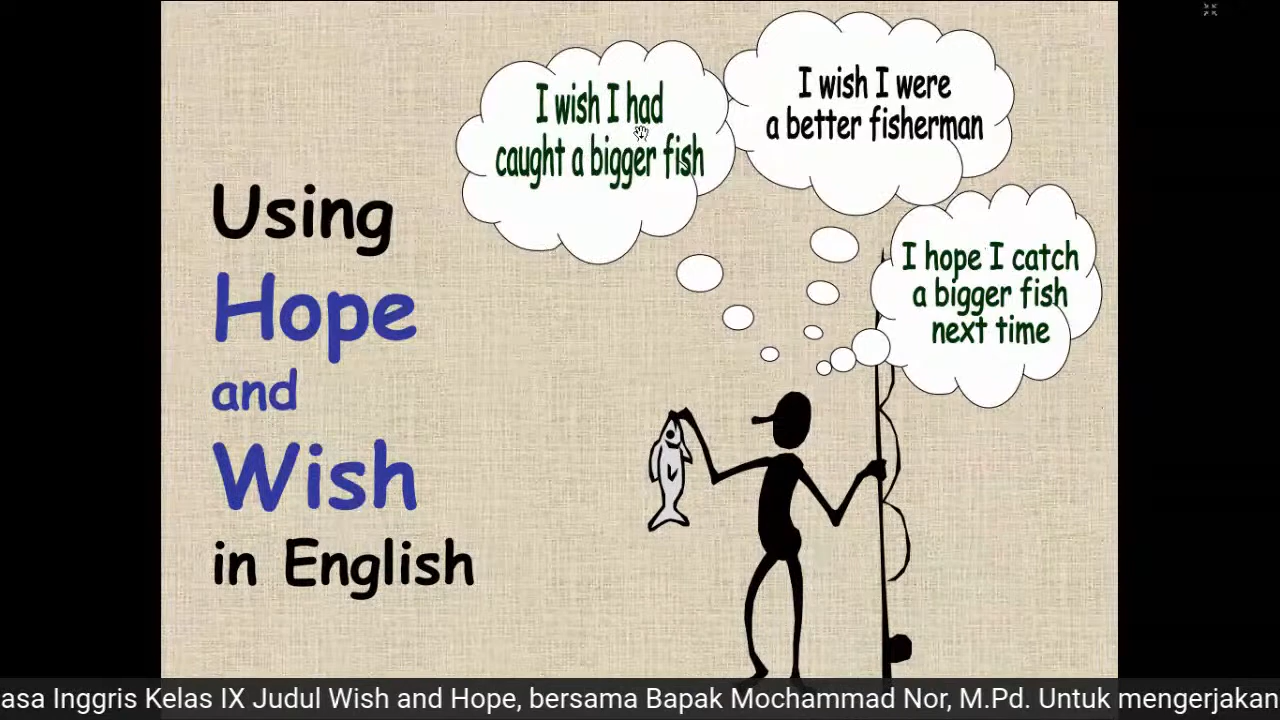 Using
Hope
and
Wish
in English
I wish I had
caught a bigger fish
I wish I were
a better fisherman
I hope I catch
a bigger fish
next time
asa Inggris Kelas IX Judul Wish and Hope, bersama Bapak Mochammad Nor, M.Pd. Untuk mengerjakan